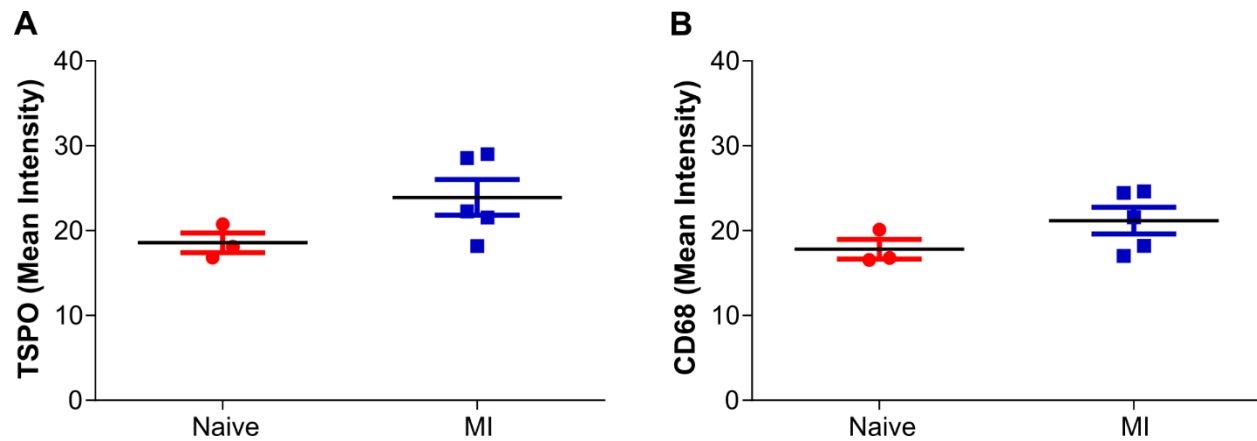 A
TSPO (Mean Intensity)
40
30
20
10
0
Naive
MI
B
CD68 (Mean Intensity)
40
30
20
10
0
Naive
MI